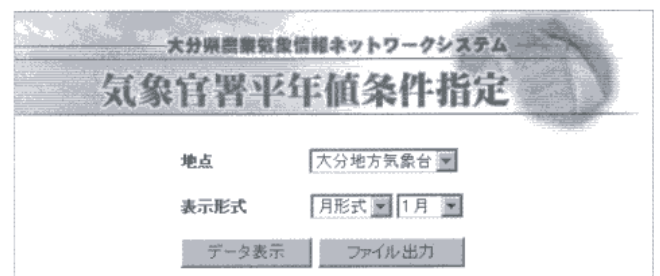 大分県農業気象情報ネットワークシステム
気象官署平年値条件指定
地点 大分地方気象台
表示形式 月形式 1月
データ表示 ファイル出力